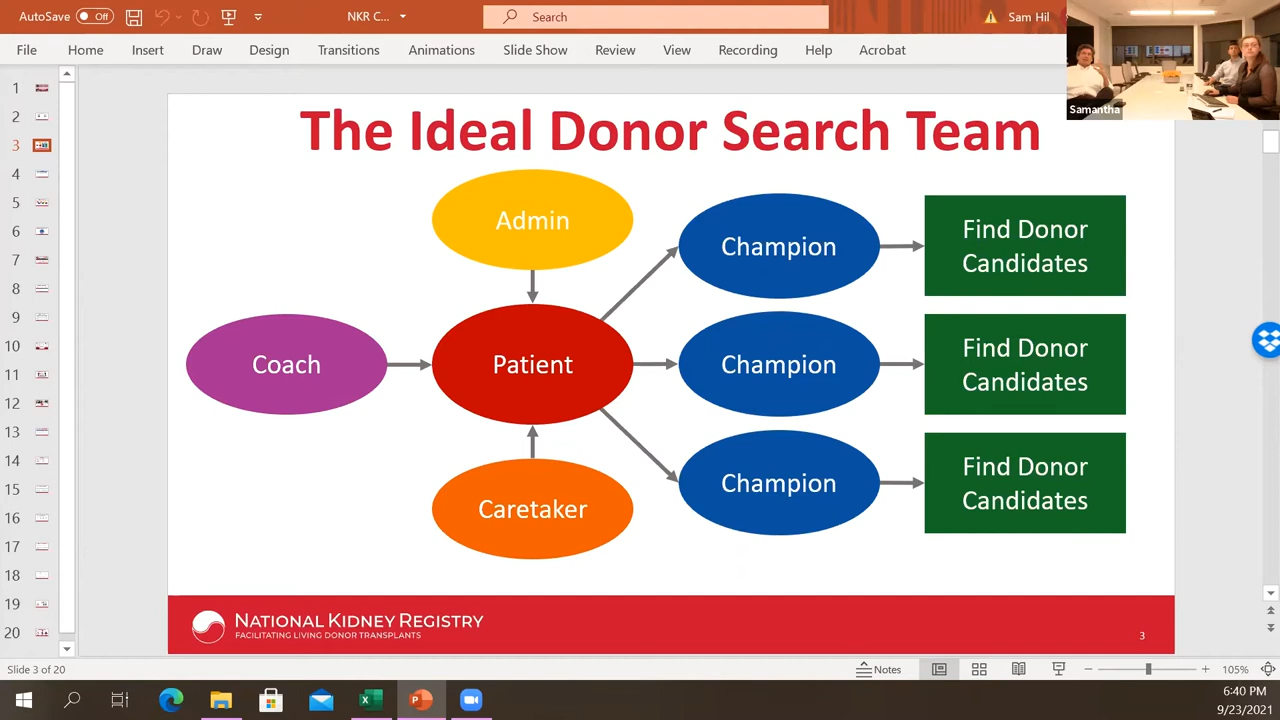 AutoSave
Off
NKR C...
Search
Sam Hil
File Home Insert Draw Design Transitions Animations Slide Show Review View Recording Help Acrobat
Samantha
1
2
3
4
5
6
7
8
9
10
11
12
13
14
15
16
17
18
19
20
The Ideal Donor Search Team
Admin
Champion
Find Donor
Candidates
Coach
Patient
Champion
Find Donor
Candidates
Caretaker
Champion
Find Donor
Candidates
NATIONAL KIDNEY REGISTRY
FACILITATING LIVING DONOR TRANSPLANTS
3
Slide 3 of 20
Notes
105%
6:40 PM
9/23/2021